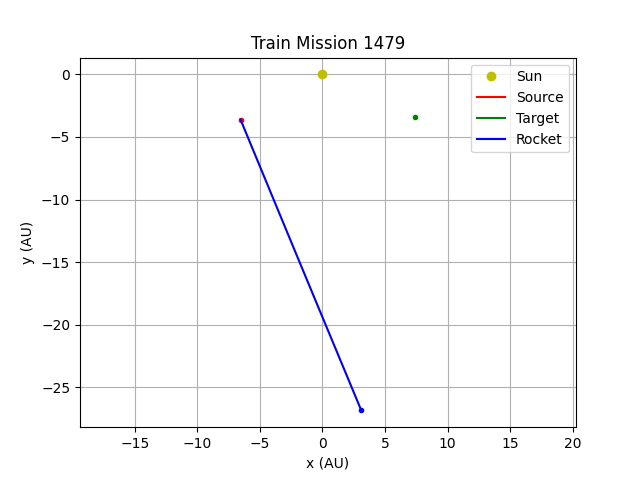 Train Mission 1479
Sun
Source
Target
Rocket
0
−5
−10
−15
−20
−25
y (AU)
−15 −10 −5 0 5 10 15 20
x (AU)